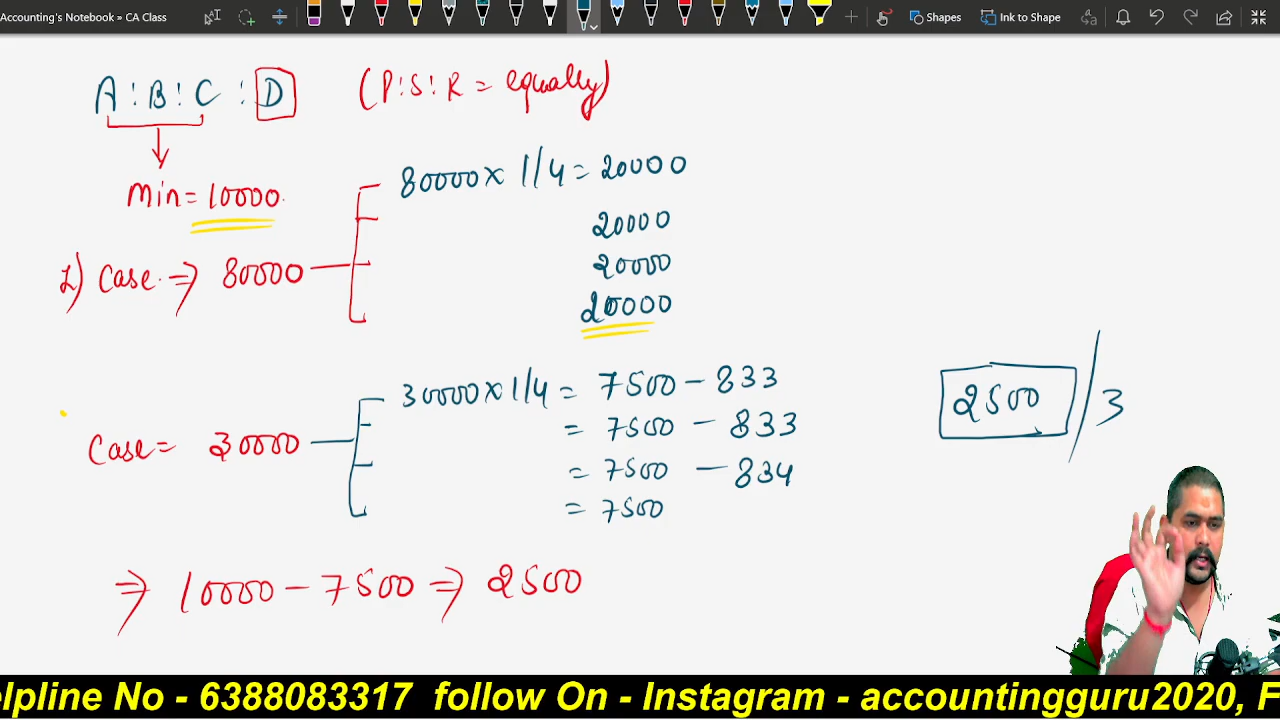 Accounting's Notebook » CA Class
Shapes
Ink to Shape
A : B : C : D (P:S:R = equally)
Min = 10000.
80000 x 1/4 = 20000
20000
1) Case. ⇒ 80000
20000
20000
30000 x 1/4 = 7500 - 833
= 7500 - 833
Case = 30000
= 7500 - 834
= 7500
2500 / 3
⇒ 10000 - 7500 ⇒ 2500
elpline No - 6388083317 follow On - Instagram - accountingguru2020, F